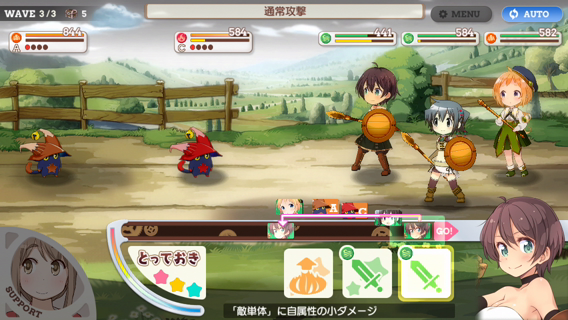 WAVE 3/3 5
通常攻撃
MENU
AUTO
844
584
441
584
582
A
C
A
C
GO!
とっておき
SUPPORT
「敵単体」に自属性の小ダメージ